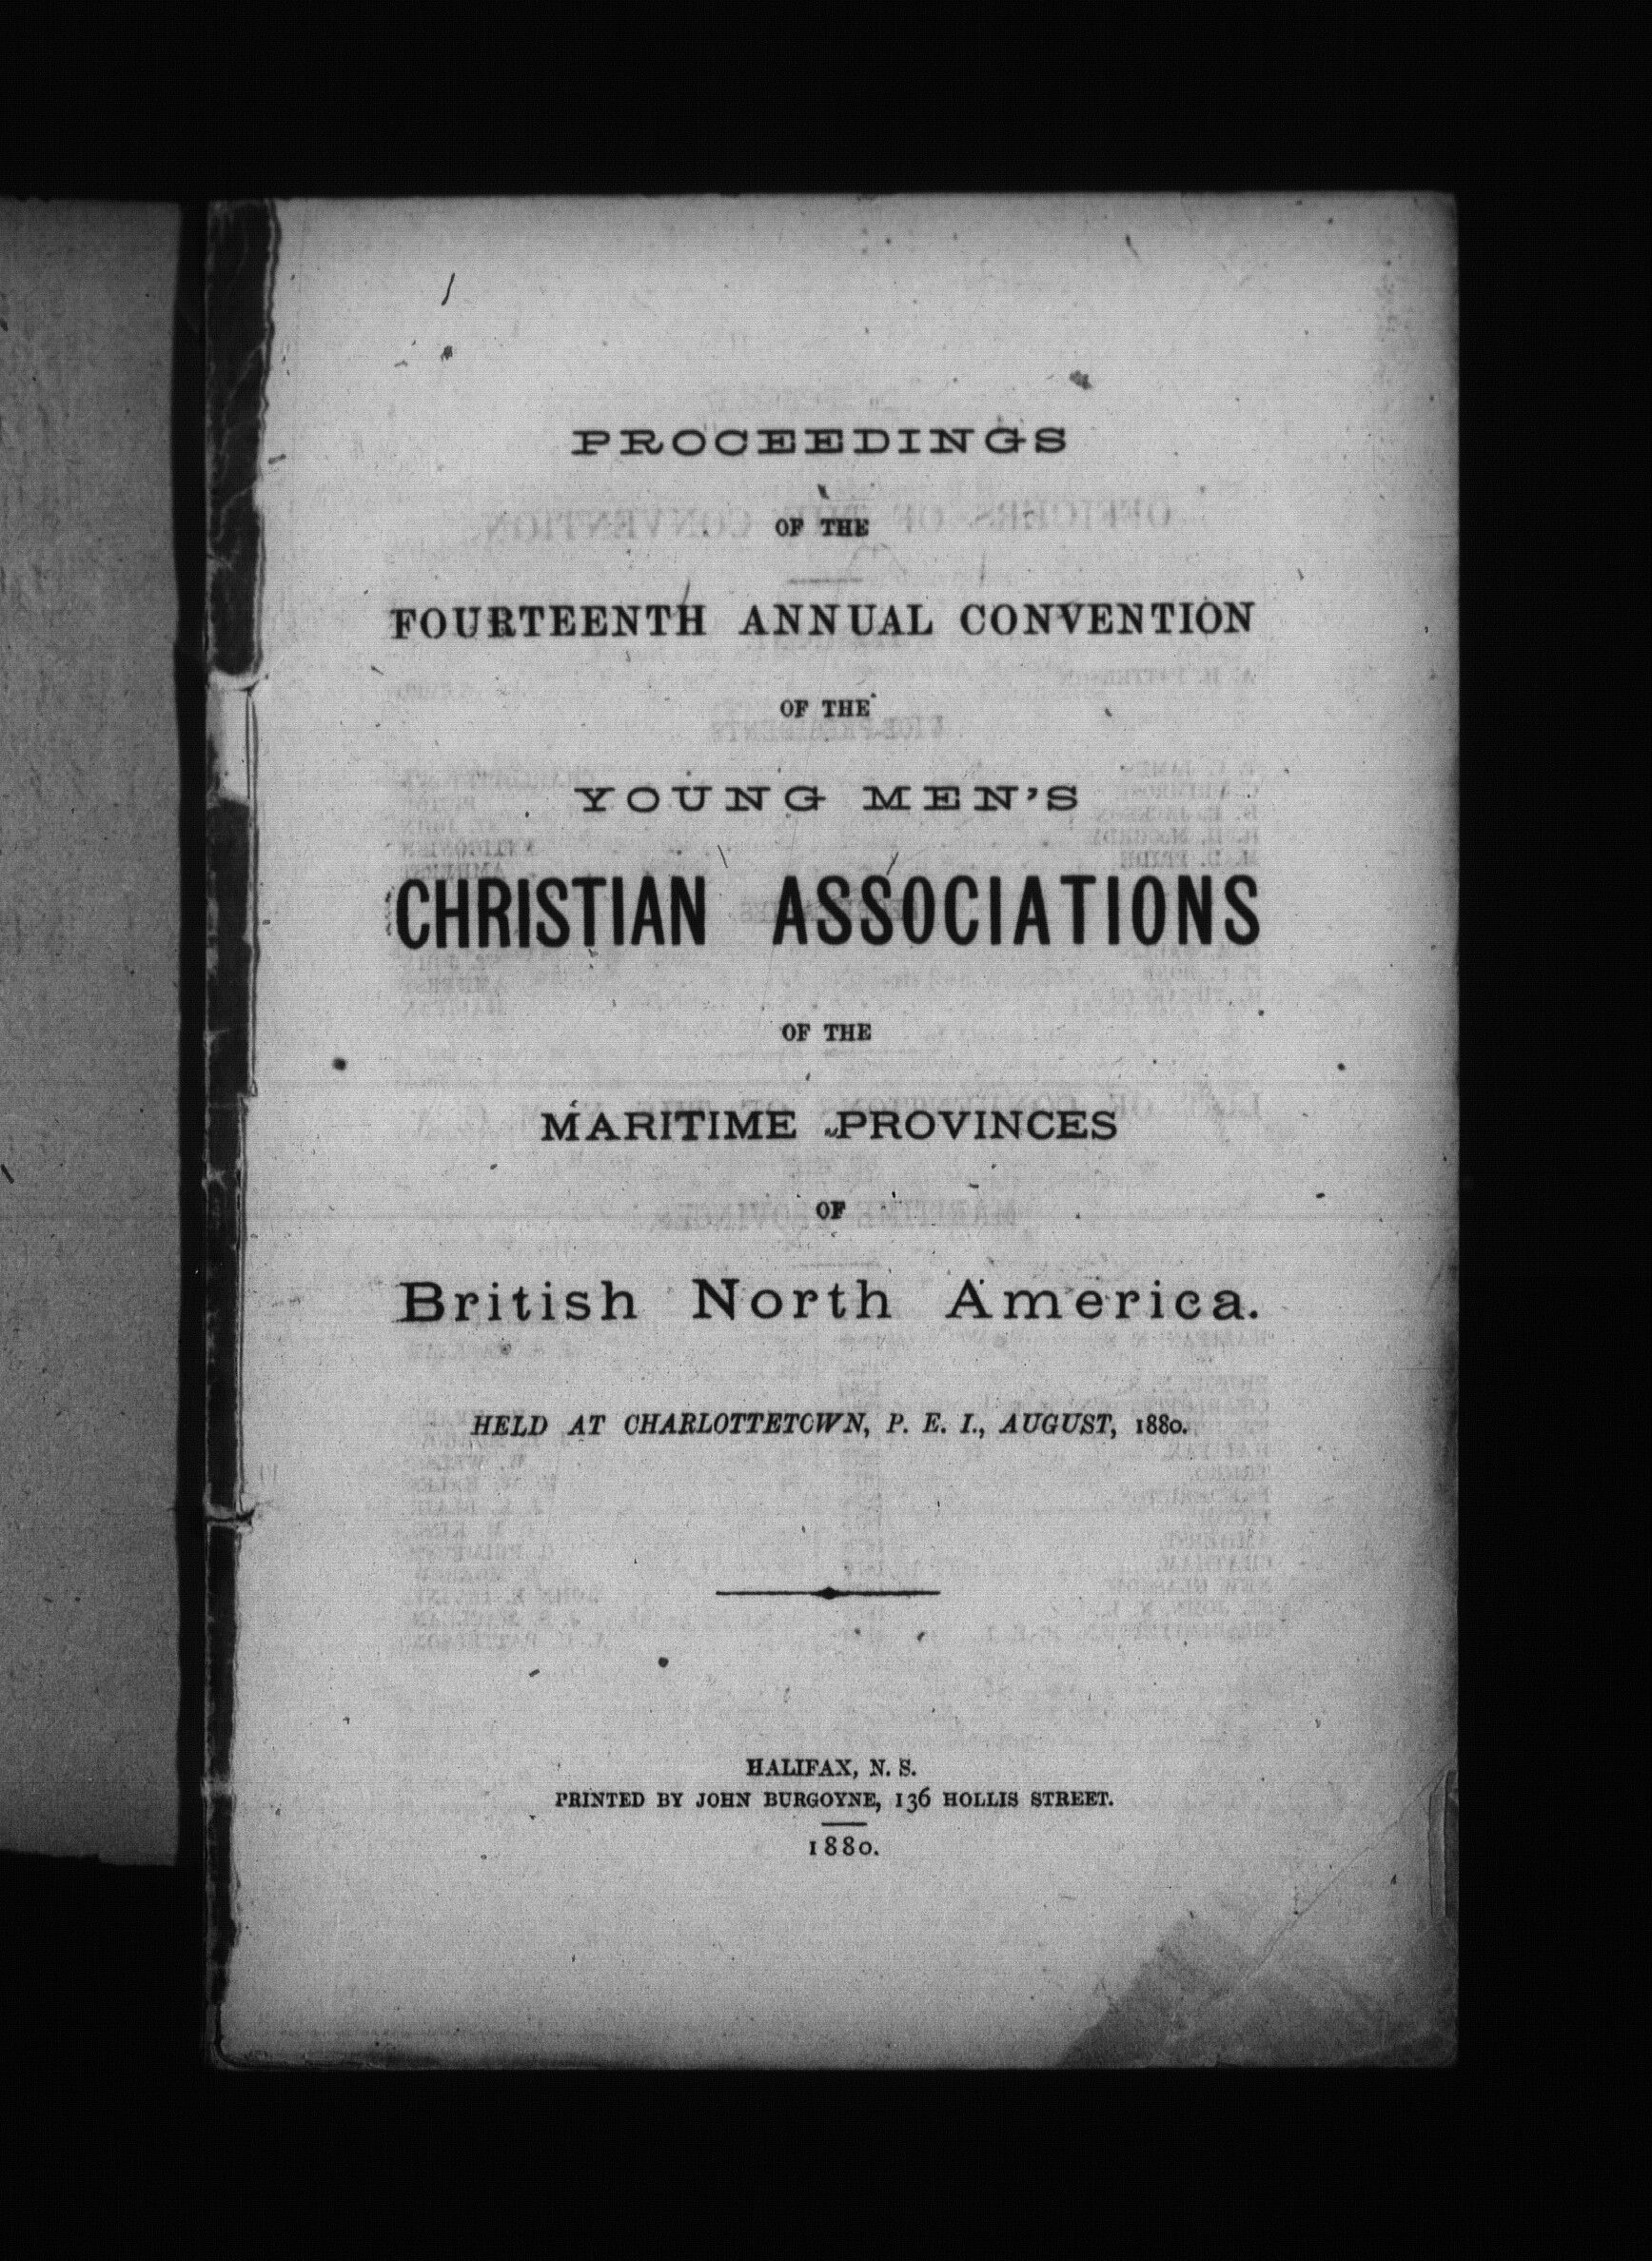 PROCEEDINGS
OF THE
FOURTEENTH ANNUAL CONVENTION
OF THE
YOUNG MEN'S
CHRISTIAN ASSOCIATIONS
OF THE
MARITIME PROVINCES
OF
British North America.
HELD AT CHARLOTTETOWN, P. E. I., AUGUST, 1880.
HALIFAX, N. S.
PRINTED BY JOHN BURGOYNE, 136 HOLLIS STREET.
1880.